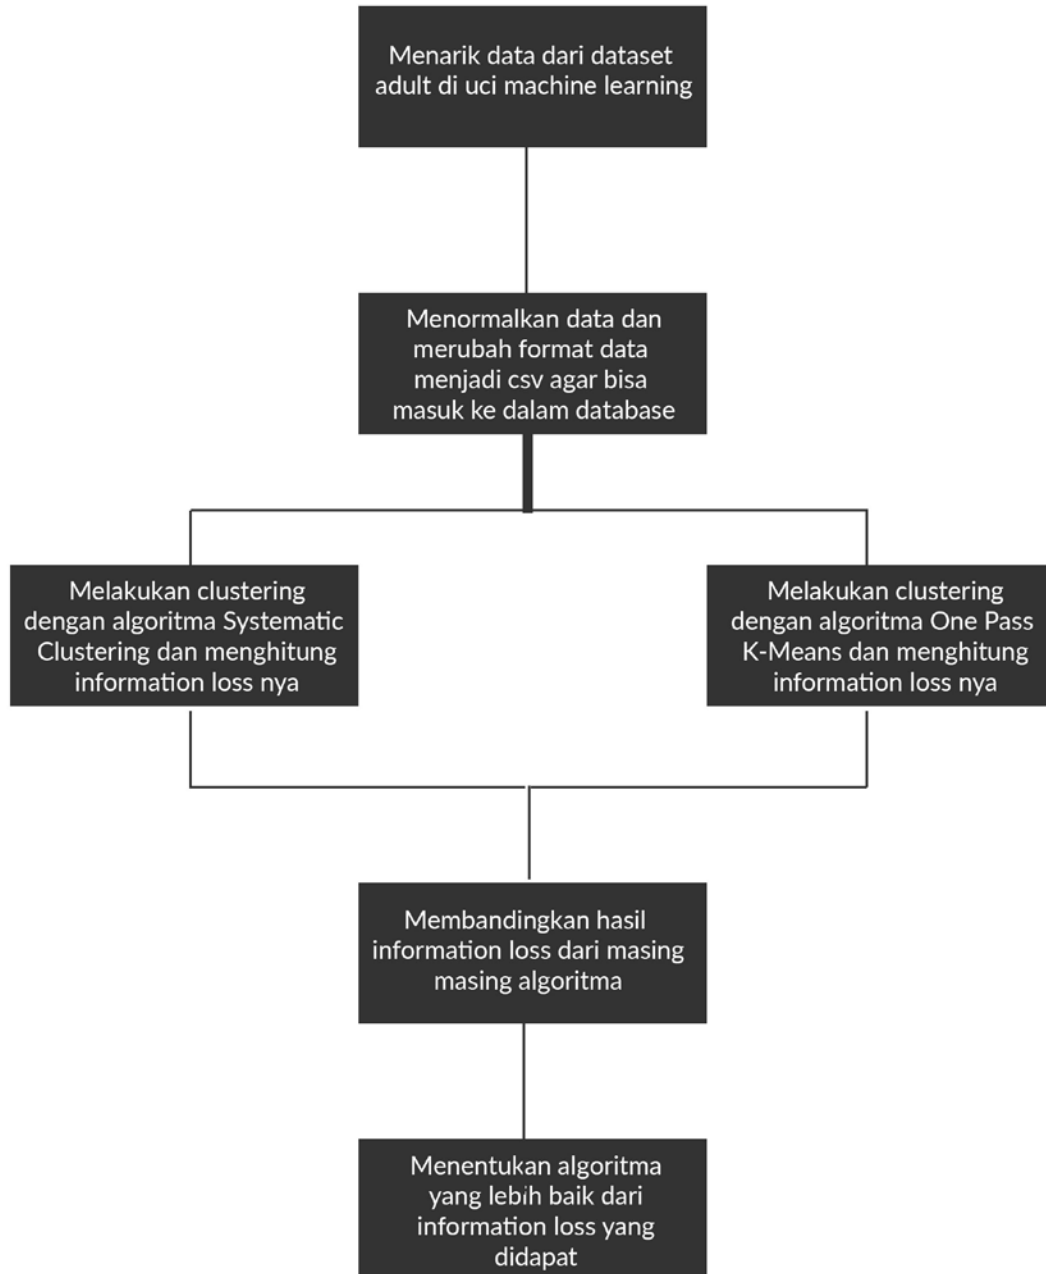 Menarik data dari dataset
adult di uci machine learning
Menormalkan data dan
merubah format data
menjadi csv agar bisa
masuk ke dalam database
Melakukan clustering
dengan algoritma Systematic
Clustering dan menghitung
information loss nya
Melakukan clustering
dengan algoritma One Pass
K-Means dan menghitung
information loss nya
Membandingkan hasil
information loss dari masing
masing algoritma
Menentukan algoritma
yang lebih baik dari
information loss yang
didapat